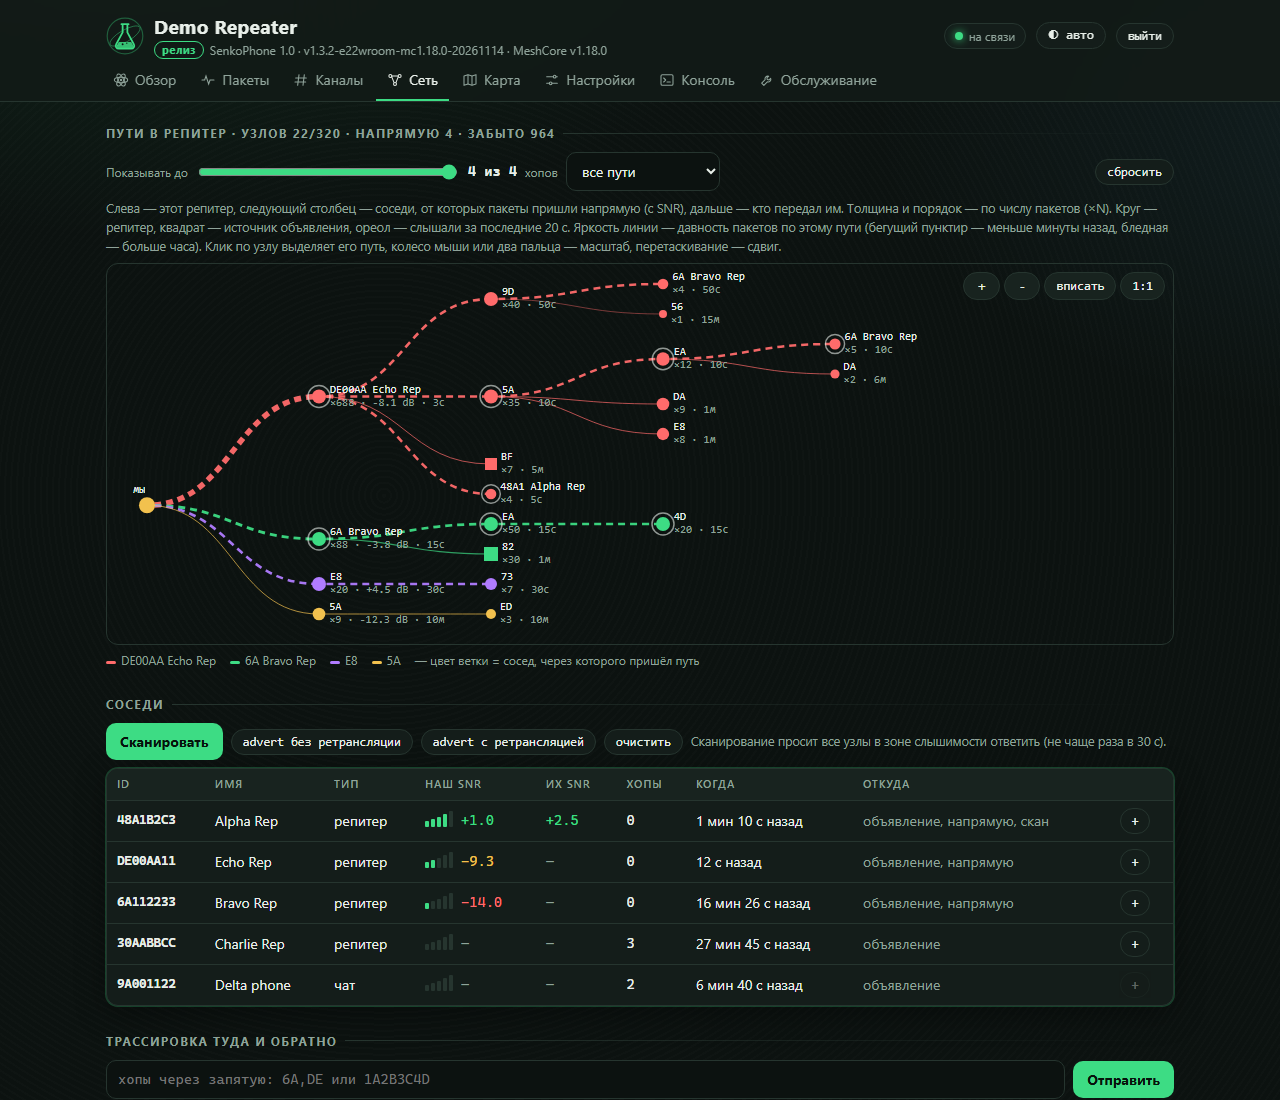 Demo Repeater
релиз SenkoPhone 1.0 · v1.3.2-e22wroom-mc1.18.0-20261114 · MeshCore v1.18.0
на связи
авто
выйти
Обзор
Пакеты
Каналы
Сеть
Карта
Настройки
Консоль
Обслуживание
ПУТИ В РЕПИТЕР · УЗЛОВ 22/320 · НАПРЯМУЮ 4 · ЗАБЫТО 964
Показывать до 4 из 4 хопов
все пути
сбросить
Слева — этот репитер, следующий столбец — соседи, от которых пакеты пришли напрямую (с SNR), дальше — кто передал им. Толщина и порядок — по числу пакетов (×N). Круг —
репитер, квадрат — источник объявления, ореол — слышали за последние 20 с. Яркость линии — давность пакетов по этому пути (бегущий пунктир — меньше минуты назад, бледная
— больше часа). Клик по узлу выделяет его путь, колесо мыши или два пальца — масштаб, перетаскивание — сдвиг.
+
-
вписать
1:1
6A Bravo Rep
×4 · 50с
9D
×40 · 50с
56
×1 · 15м
6A Bravo Rep
×5 · 10с
EA
×12 · 10с
DA
×2 · 6м
DE00AA Echo Rep
×688 · -8.1 dB · 3с
5A
×35 · 10с
DA
×9 · 1м
E8
×8 · 1м
BF
×7 · 5м
48A1 Alpha Rep
×4 · 5с
мы
6A Bravo Rep
×88 · -3.8 dB · 15с
EA
×50 · 15с
4D
×20 · 15с
82
×30 · 1м
E8
×20 · +4.5 dB · 30с
73
×7 · 30с
5A
×9 · -12.3 dB · 10м
ED
×3 · 10м
DE00AA Echo Rep
6A Bravo Rep
E8
5A
— цвет ветки = сосед, через которого пришёл путь
СОСЕДИ
Сканировать
advert без ретрансляции
advert с ретрансляцией
очистить
Сканирование просит все узлы в зоне слышимости ответить (не чаще раза в 30 с).
ID ИМЯ ТИП НАШ SNR ИХ SNR ХОПЫ КОГДА ОТКУДА
48A1B2C3 Alpha Rep репитер +1.0 +2.5 0 1 мин 10 с назад объявление, напрямую, скан +
DE00AA11 Echo Rep репитер −9.3 — 0 12 с назад объявление, напрямую +
6A112233 Bravo Rep репитер −14.0 — 0 16 мин 26 с назад объявление, напрямую +
30AABBCC Charlie Rep репитер — — 3 27 мин 45 с назад объявление +
9A001122 Delta phone чат — — 2 6 мин 40 с назад объявление +
ТРАССИРОВКА ТУДА И ОБРАТНО
хопы через запятую: 6A,DE или 1A2B3C4D
Отправить